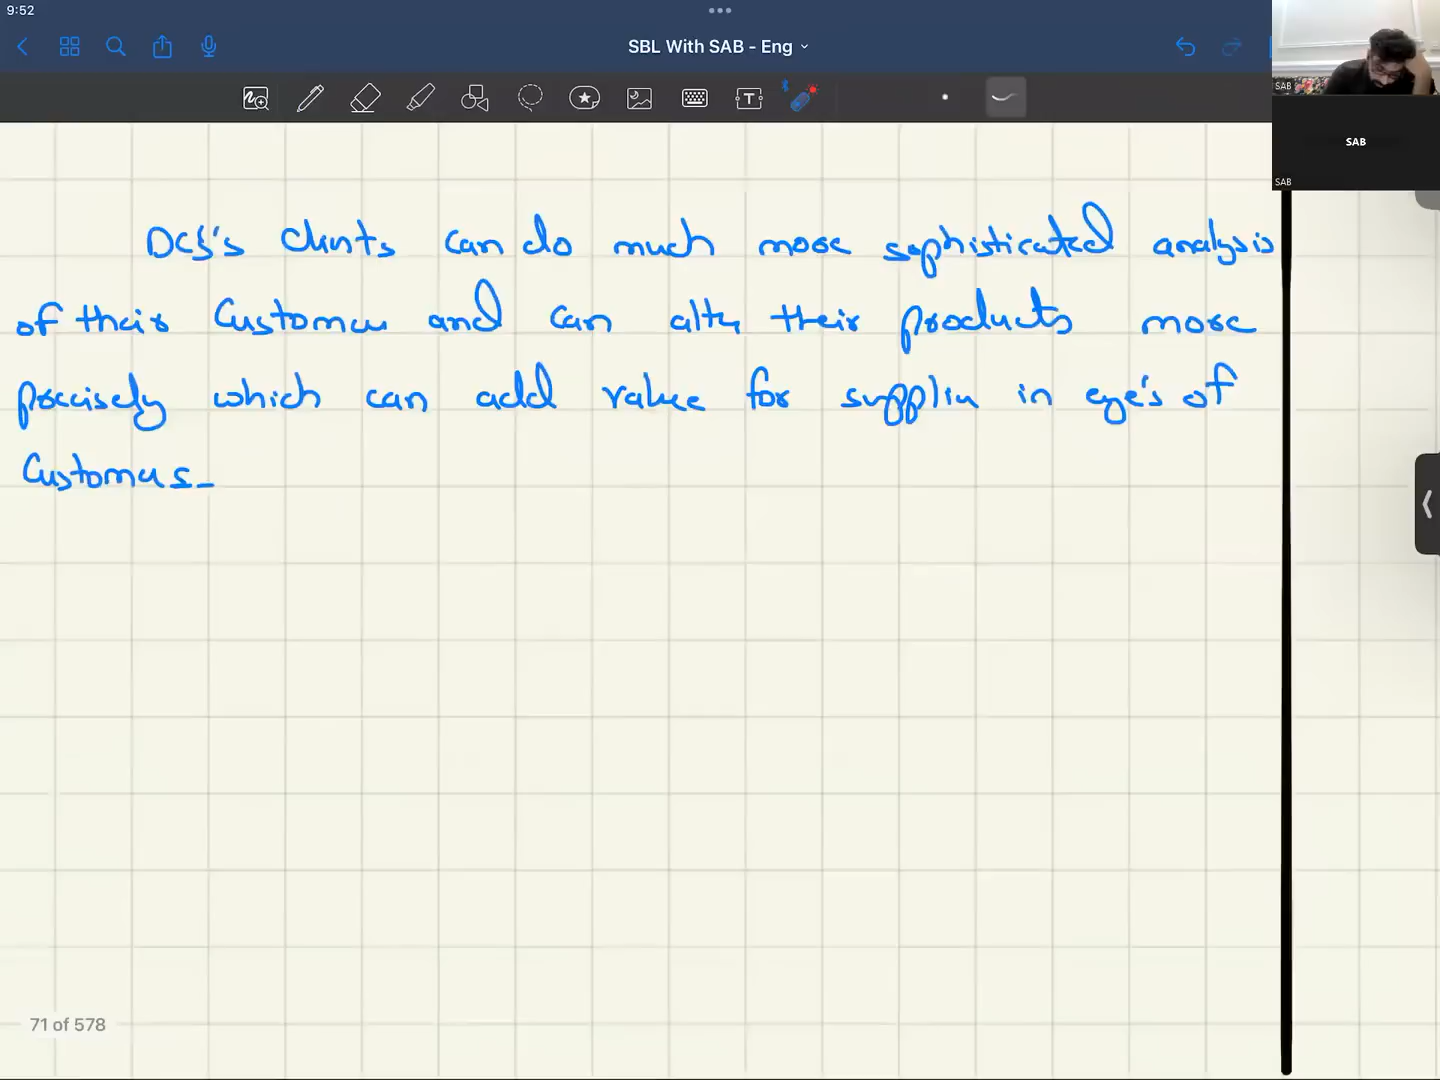 9:52
SBL With SAB - Eng
SAB
SAB
SAB
clients can do much more sophisticated analysis
of their Customer and can alter their products more
precisely which can add value for supplier in eye's of
Customers.
71 of 578